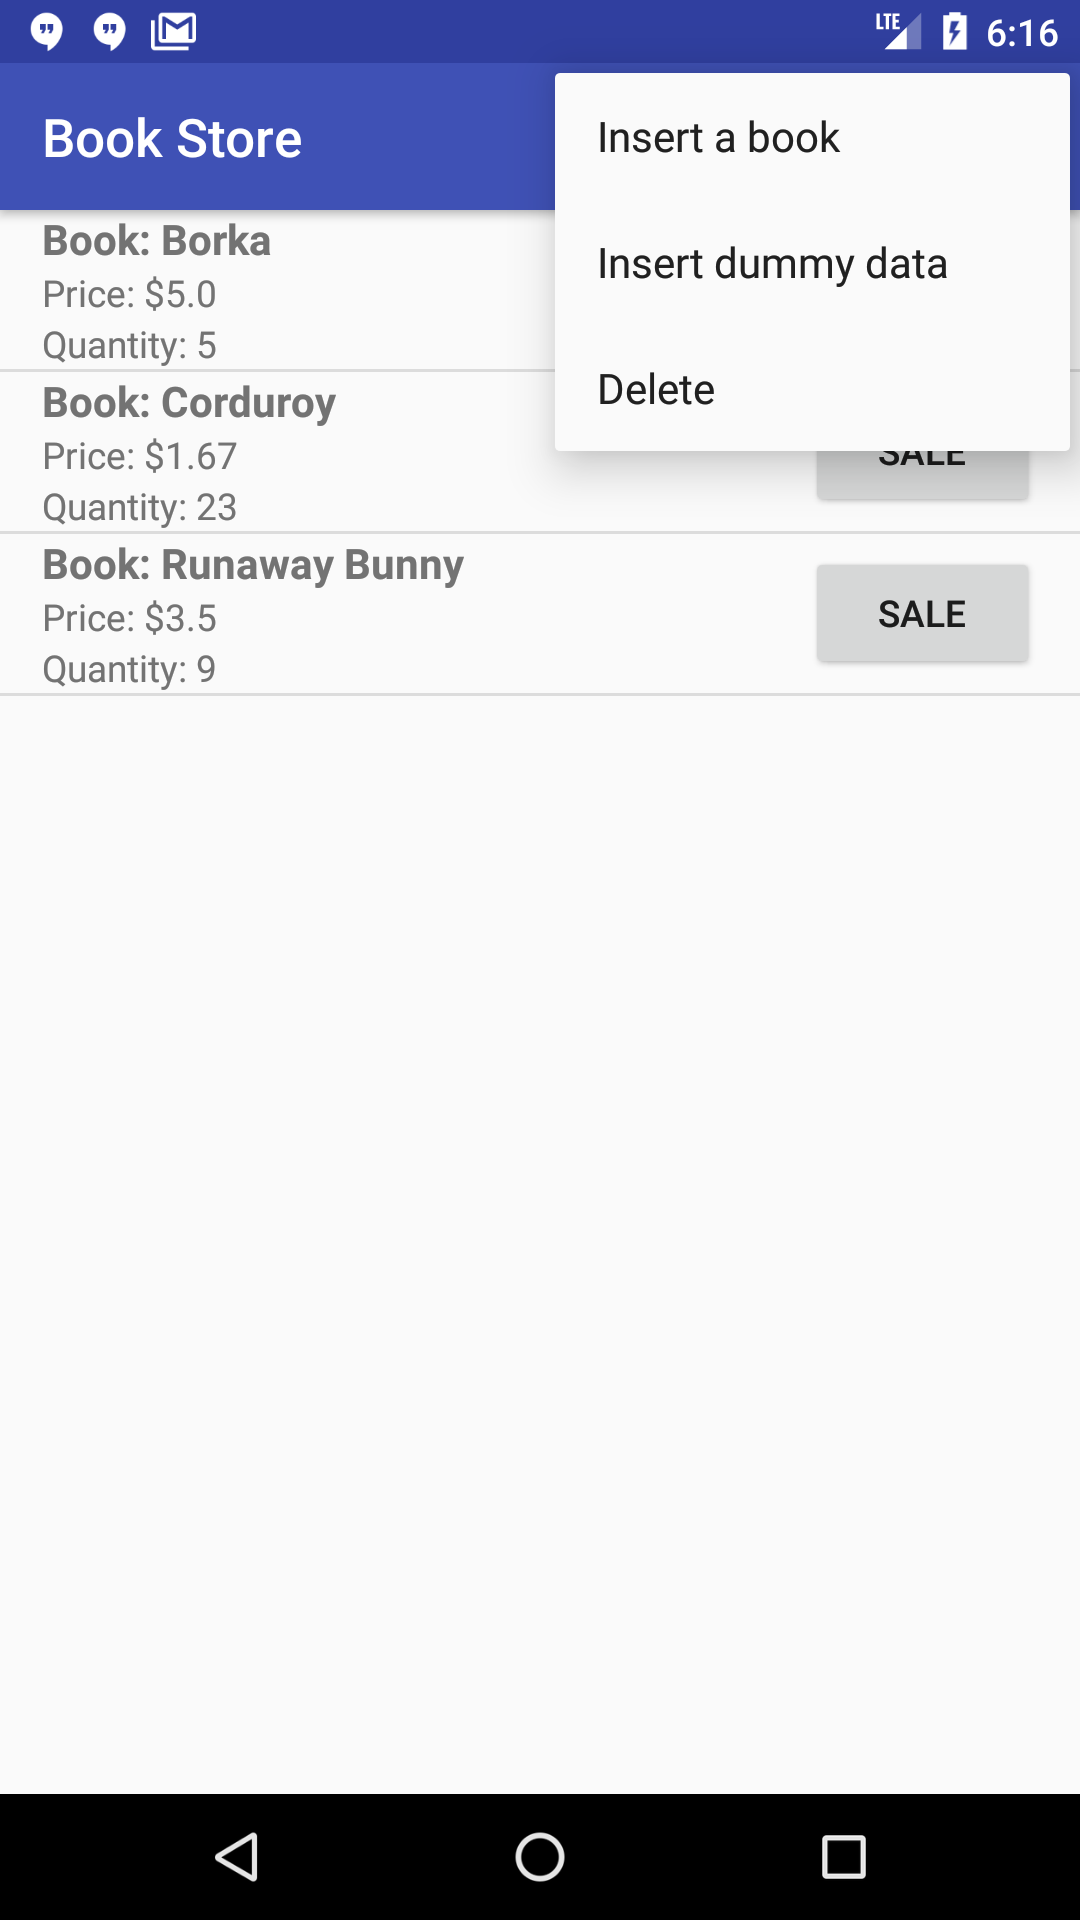 LTE 6:16
Book Store
Insert a book
Insert dummy data
Delete
Book: Borka
Price: $5.0
Quantity: 5
Book: Corduroy
Price: $1.67
Quantity: 23
SALE
Book: Runaway Bunny
Price: $3.5
Quantity: 9
SALE